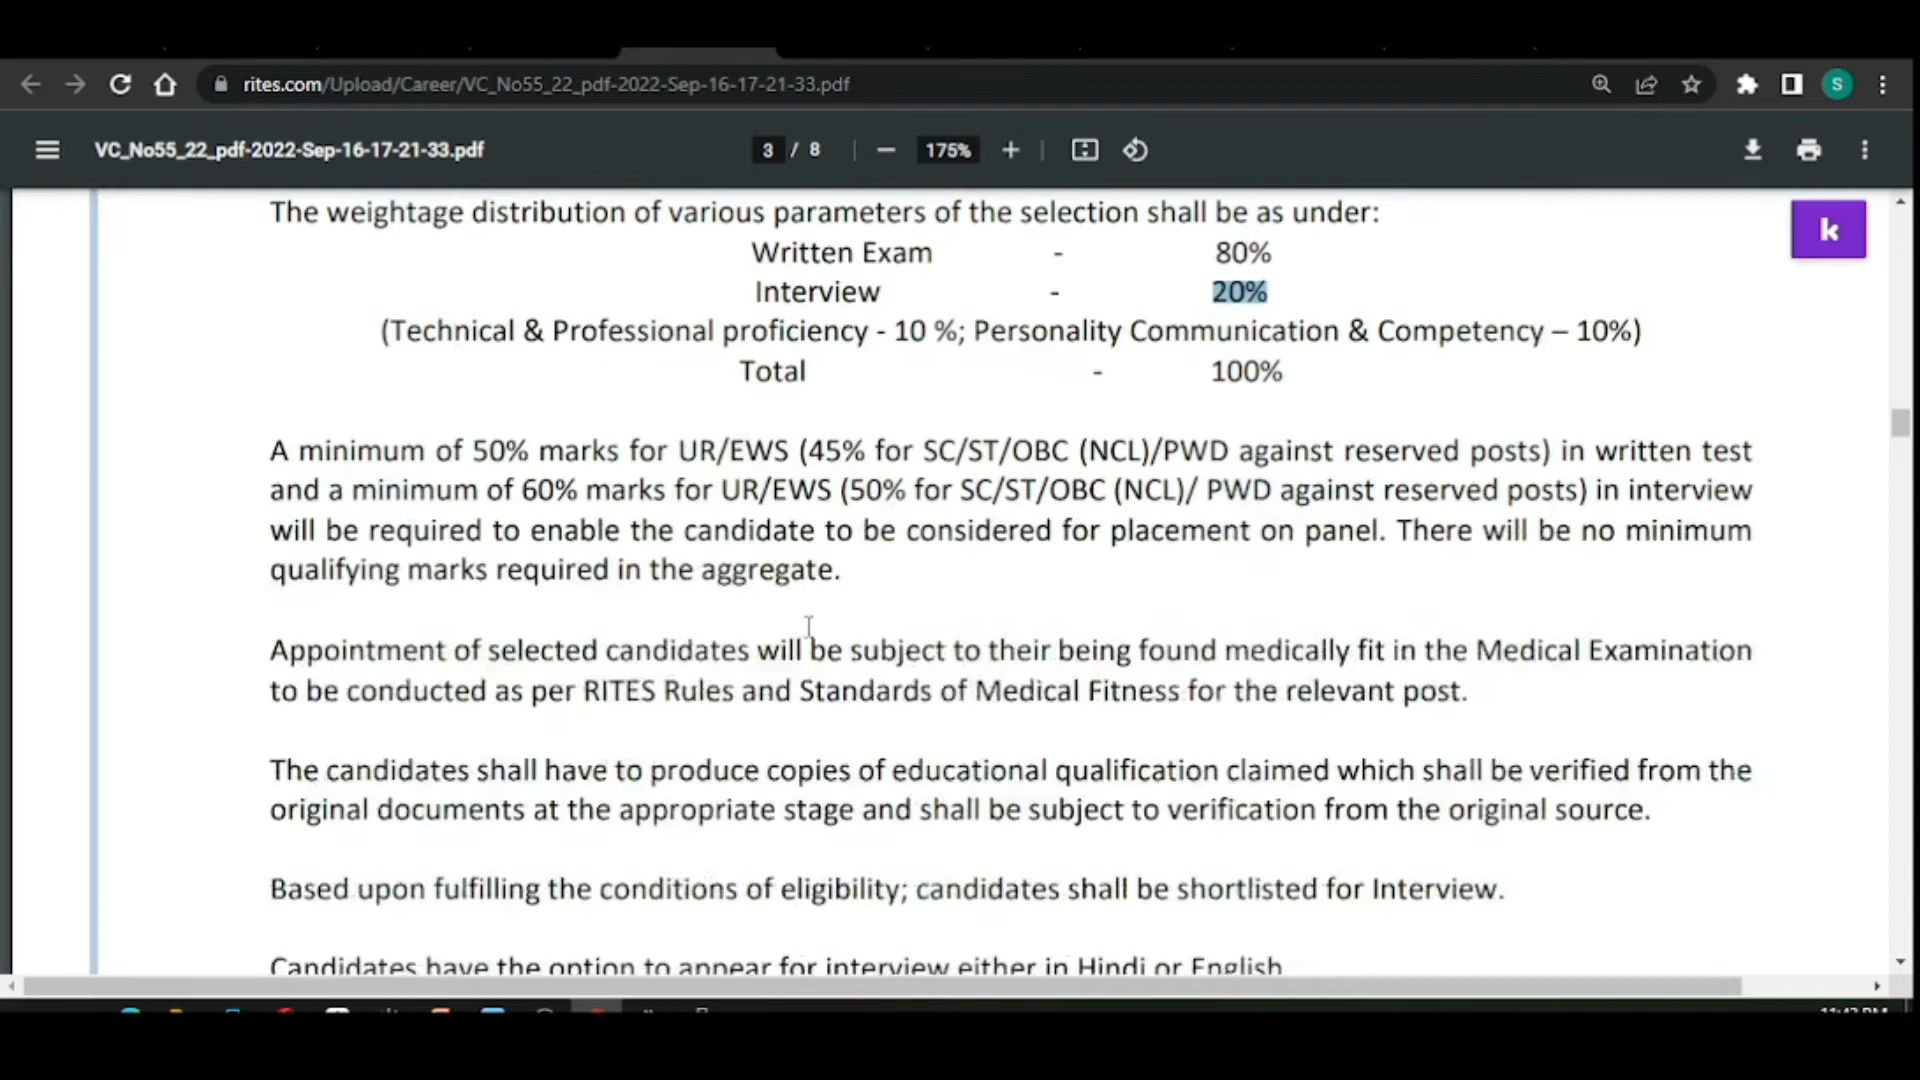 rites.com/Upload/Career/VC_No55_22_pdf-2022-Sep-16-17-21-33.pdf
S
VC_No55_22_pdf-2022-Sep-16-17-21-33.pdf
3 / 8
175%
k
The weightage distribution of various parameters of the selection shall be as under:
Written Exam - 80%
Interview - 20%
(Technical & Professional proficiency - 10 %; Personality Communication & Competency – 10%)
Total - 100%
A minimum of 50% marks for UR/EWS (45% for SC/ST/OBC (NCL)/PWD against reserved posts) in written test
and a minimum of 60% marks for UR/EWS (50% for SC/ST/OBC (NCL)/ PWD against reserved posts) in interview
will be required to enable the candidate to be considered for placement on panel. There will be no minimum
qualifying marks required in the aggregate.
Appointment of selected candidates will be subject to their being found medically fit in the Medical Examination
to be conducted as per RITES Rules and Standards of Medical Fitness for the relevant post.
The candidates shall have to produce copies of educational qualification claimed which shall be verified from the
original documents at the appropriate stage and shall be subject to verification from the original source.
Based upon fulfilling the conditions of eligibility; candidates shall be shortlisted for Interview.
Candidates have the option to appear for interview either in Hindi or English